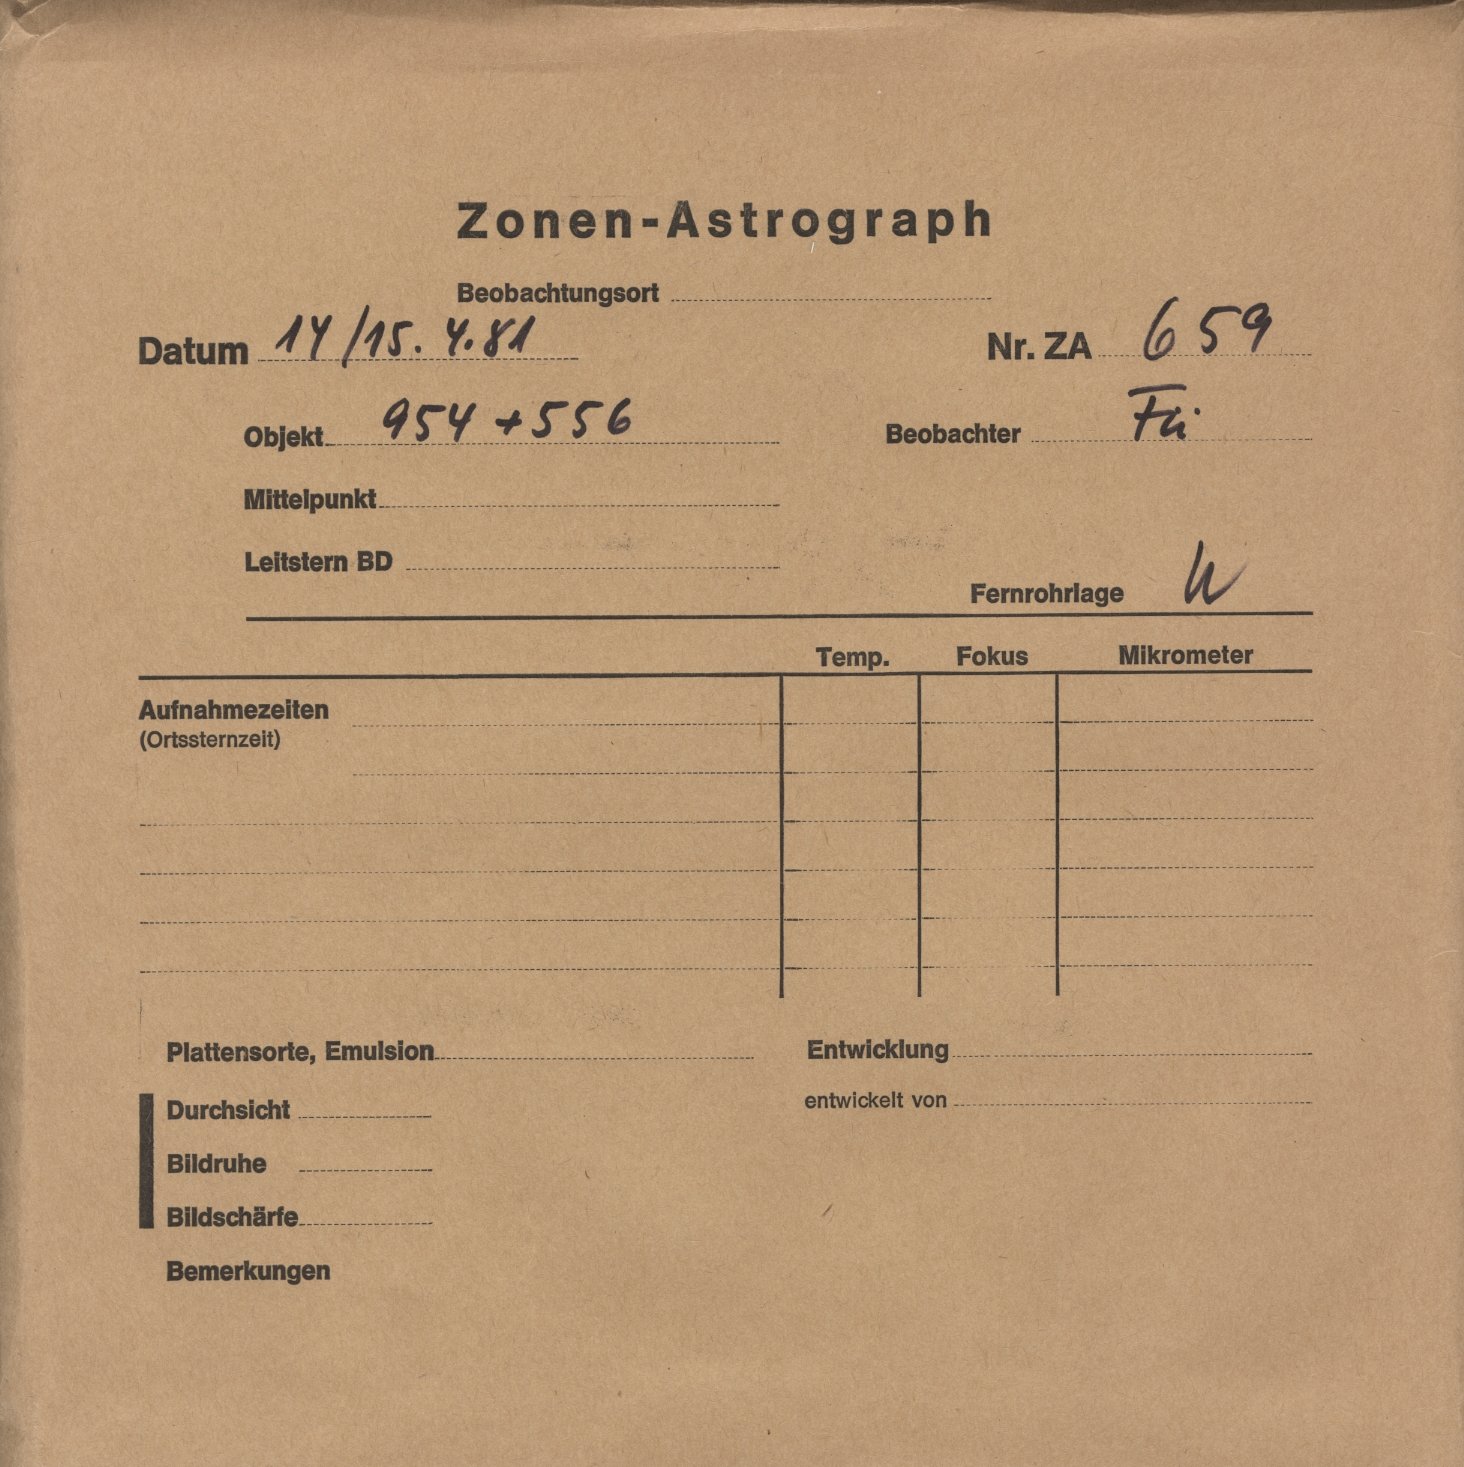 Zonen-Astrograph
Beobachtungsort
Datum 14/15. 4. 81
Nr. ZA 659
Objekt 954 + 556
Beobachter Fü
Mittelpunkt
Leitstern BD
Fernrohrlage W
Temp. Fokus Mikrometer
Aufnahmezeiten
(Ortssternzeit)
Plattensorte, Emulsion
Entwicklung
Durchsicht
entwickelt von
Bildruhe
Bildschärfe
Bemerkungen